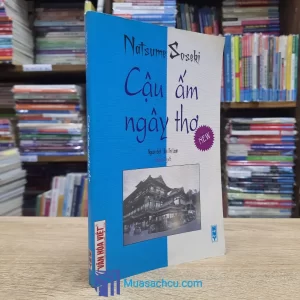 Natsume Soseki
Cậu ấm
ngây thơ
NEW
VĂN HÓA VIỆT
Muasachcu.com